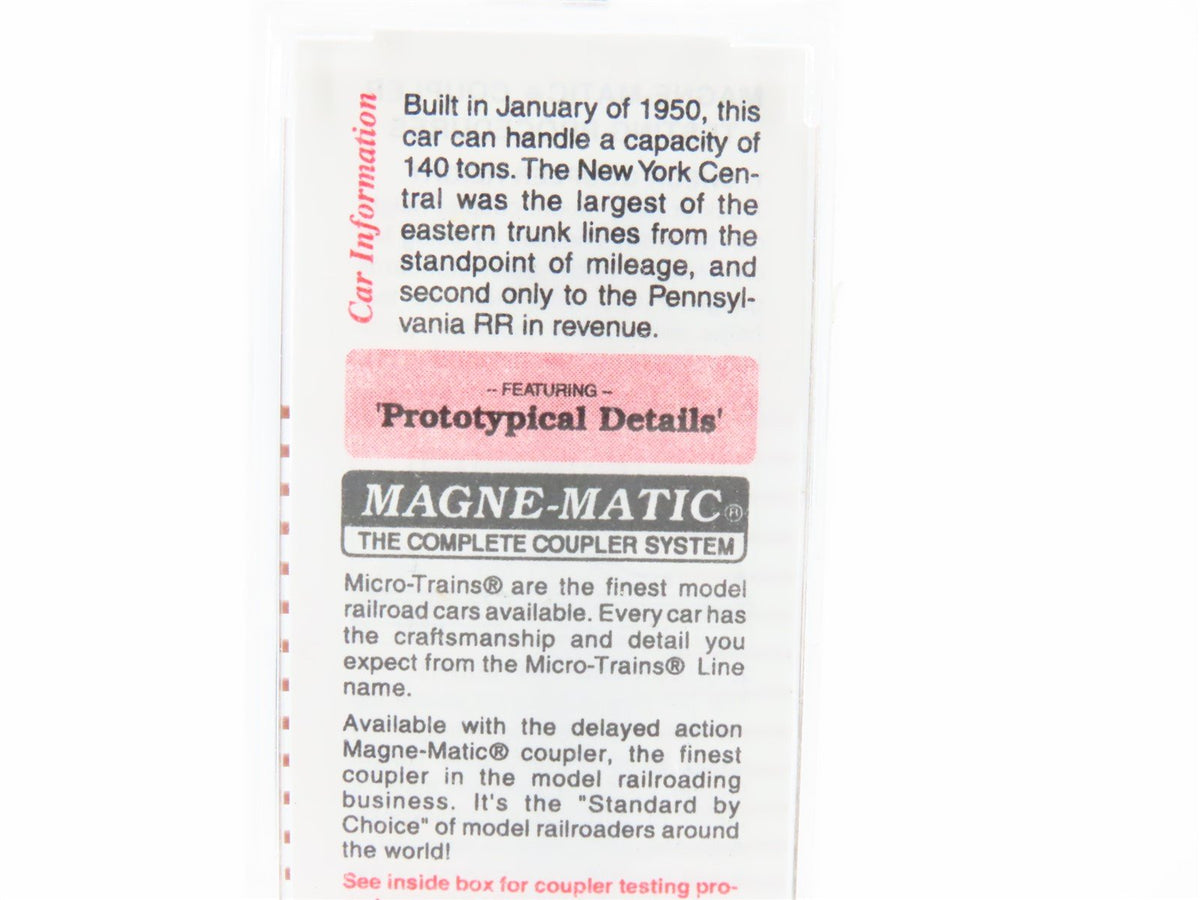 Car Information
Built in January of 1950, this
car can handle a capacity of
140 tons. The New York Cen-
tral was the largest of the
eastern trunk lines from the
standpoint of mileage, and
second only to the Pennsyl-
vania RR in revenue.
-- FEATURING --
'Prototypical Details'
MAGNE-MATIC®
THE COMPLETE COUPLER SYSTEM
Micro-Trains® are the finest model
railroad cars available. Every car has
the craftsmanship and detail you
expect from the Micro-Trains® Line
name.
Available with the delayed action
Magne-Matic® coupler, the finest
coupler in the model railroading
business. It's the "Standard by
Choice" of model railroaders around
the world!
See inside box for coupler testing pro-